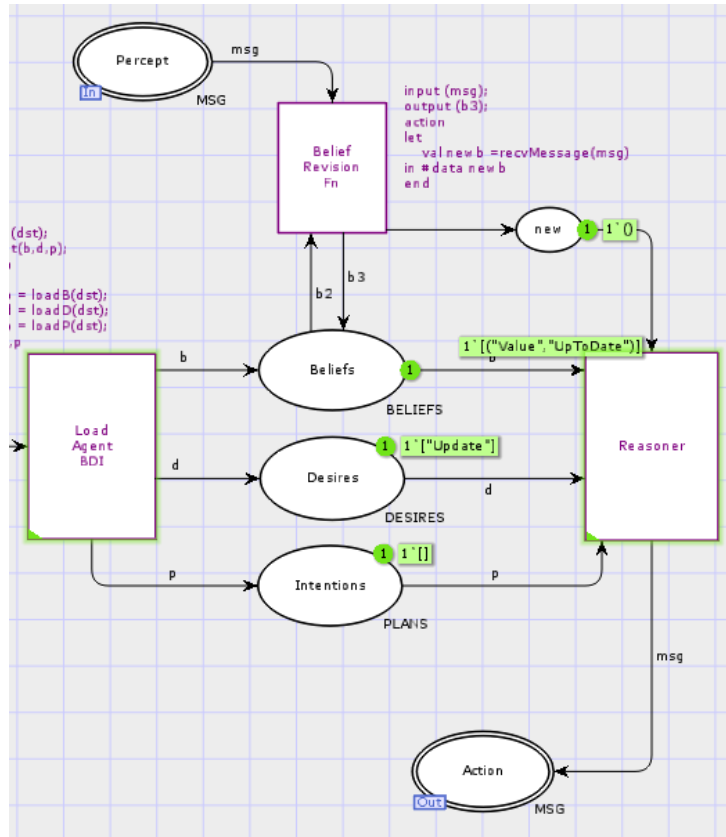 msg
Percept
In
MSG
input (msg);
output (b3);
action
let
val new b =recvMessage(msg)
in # data new b
end
Belief
Revision
Fn
new
1
1`()
(dst);
t(b,d,p);
= loadB(dst);
= loadD(dst);
= loadP(dst);
,p
b2
b3
1`[("Value","UpToDate")]
b
Beliefs
1
b
BELIEFS
Load
Agent
BDI
Reasoner
1
1`["Update"]
d
Desires
d
DESIRES
1
1`[]
p
Intentions
p
PLANS
msg
Action
Out
MSG